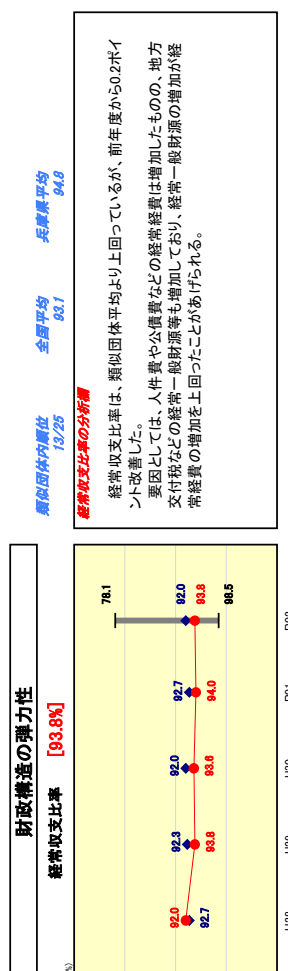 財政構造の弾力性
経常収支比率 [93.8%]
78.1
92.0
92.3
92.0
92.7
92.0
92.7
93.8
93.6
94.0
93.8
98.5
類似団体内順位
13/25
全国平均
93.1
兵庫県平均
94.8
経常収支比率の分析欄
経常収支比率は、類似団体平均より上回っているが、前年度から0.2ポイ
ント改善した。
要因としては、人件費や公債費などの経常経費は増加したものの、地方
交付税などの経常一般財源等も増加しており、経常一般財源の増加が経
常経費の増加を上回ったことがあげられる。